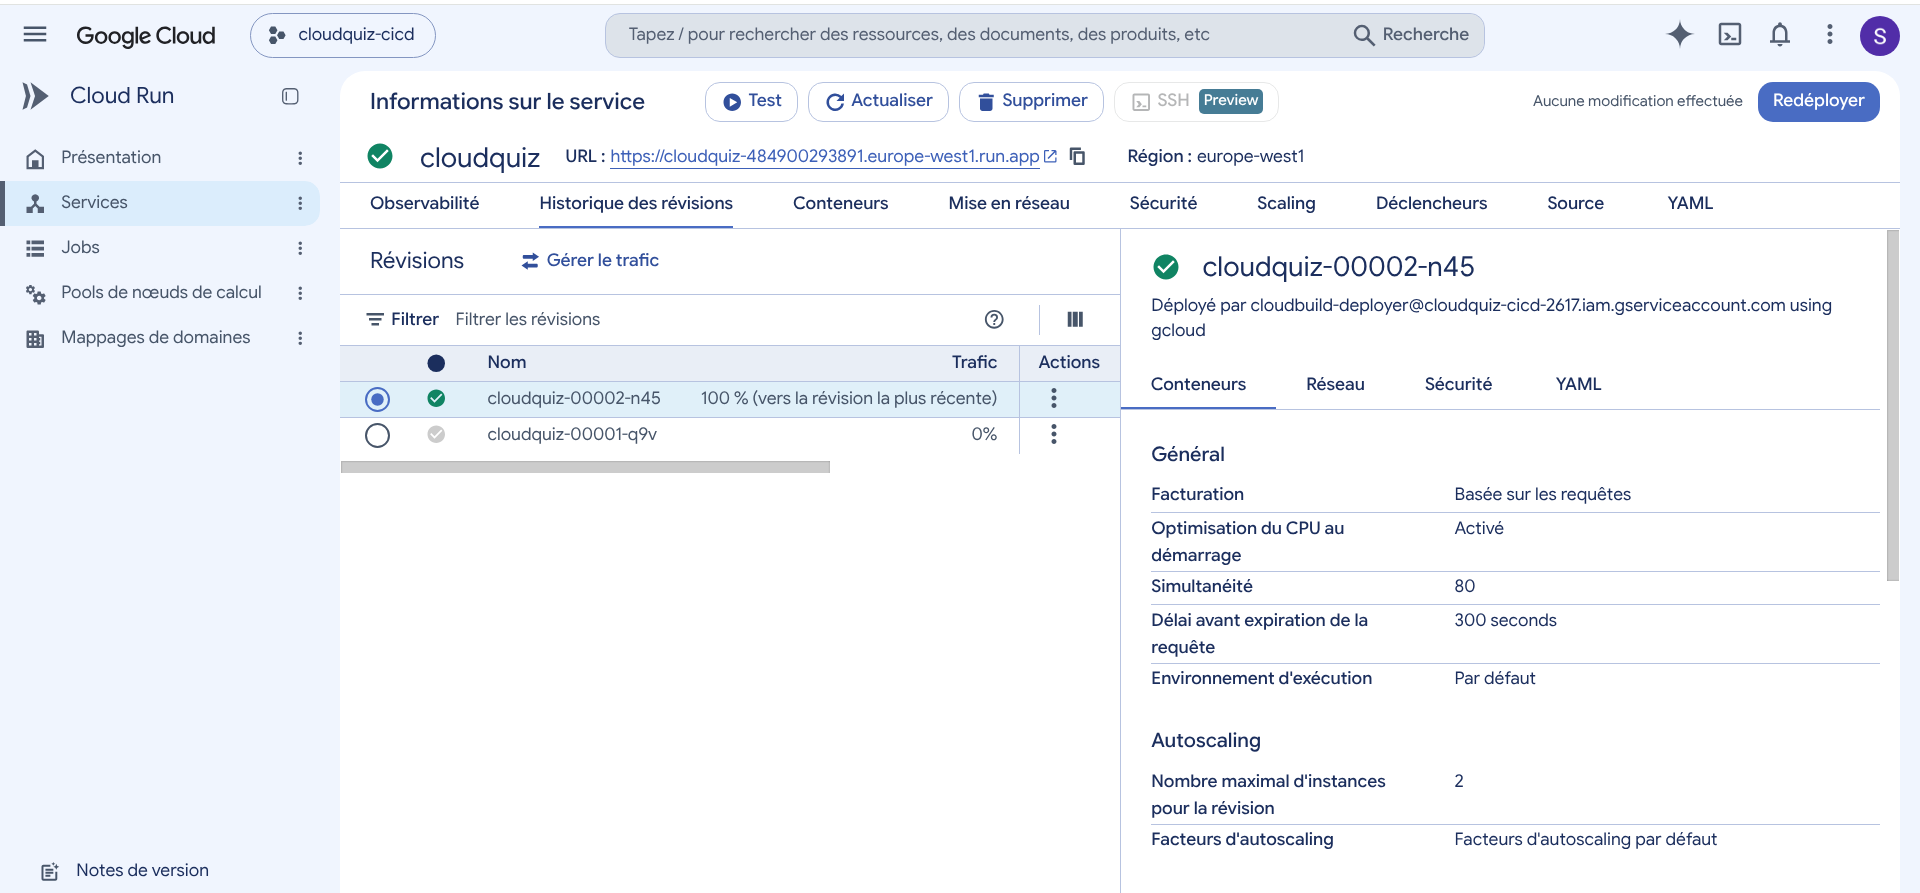 Google Cloud
cloudquiz-cicd
Tapez / pour rechercher des ressources, des documents, des produits, etc
Recherche
S
Cloud Run
Présentation
Services
Jobs
Pools de nœuds de calcul
Mappages de domaines
Notes de version
Informations sur le service
Test
Actualiser
Supprimer
SSH Preview
Aucune modification effectuée
Redéployer
cloudquiz
URL : https://cloudquiz-484900293891.europe-west1.run.app
Région : europe-west1
Observabilité
Historique des révisions
Conteneurs
Mise en réseau
Sécurité
Scaling
Déclencheurs
Source
YAML
Révisions
Gérer le trafic
Filtrer Filtrer les révisions
Nom Trafic Actions
cloudquiz-00002-n45 100 % (vers la révision la plus récente)
cloudquiz-00001-q9v 0%
cloudquiz-00002-n45
Déployé par cloudbuild-deployer@cloudquiz-cicd-2617.iam.gserviceaccount.com using
gcloud
Conteneurs
Réseau
Sécurité
YAML
Général
Facturation Basée sur les requêtes
Optimisation du CPU au Activé
démarrage
Simultanéité 80
Délai avant expiration de la 300 seconds
requête
Environnement d'exécution Par défaut
Autoscaling
Nombre maximal d'instances 2
pour la révision
Facteurs d'autoscaling Facteurs d'autoscaling par défaut